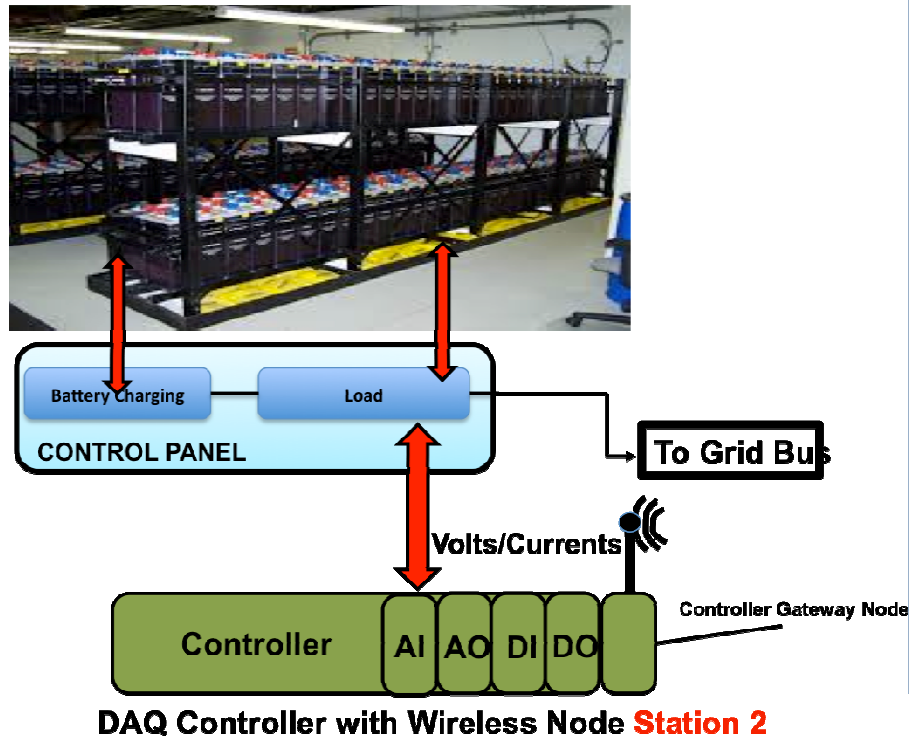 Battery Charging
Load
CONTROL PANEL
To Grid Bus
Volts/Currents
Controller Gateway Node
Controller
AI
AO
DI
DO
DAQ Controller with Wireless Node Station 2